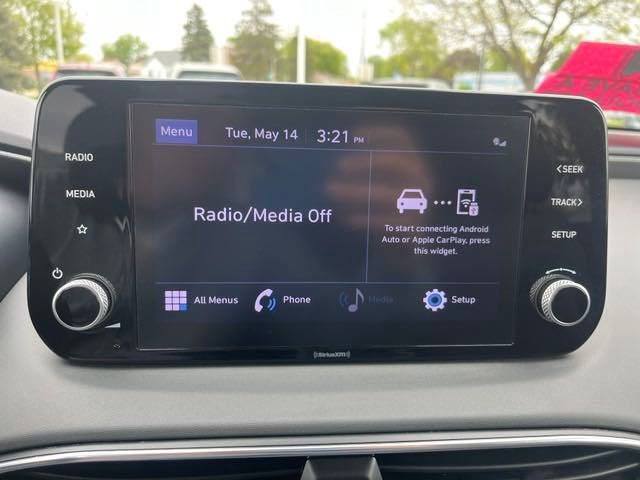 Menu
Tue, May 14
3:21 PM
RADIO
MEDIA
Radio/Media Off
To start connecting Android
Auto or Apple CarPlay, press
this widget.
<SEEK
TRACK>
SETUP
All Menus
Phone
Media
Setup
((SiriusXM))